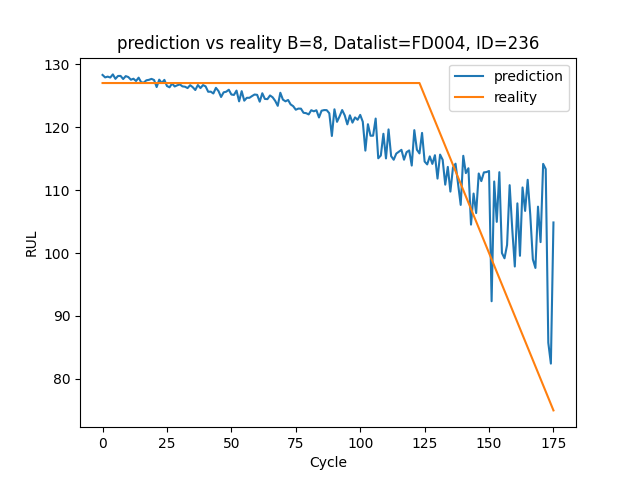 prediction vs reality B=8, Datalist=FD004, ID=236
prediction
reality
RUL
130
120
110
100
90
80
0 25 50 75 100 125 150 175
Cycle